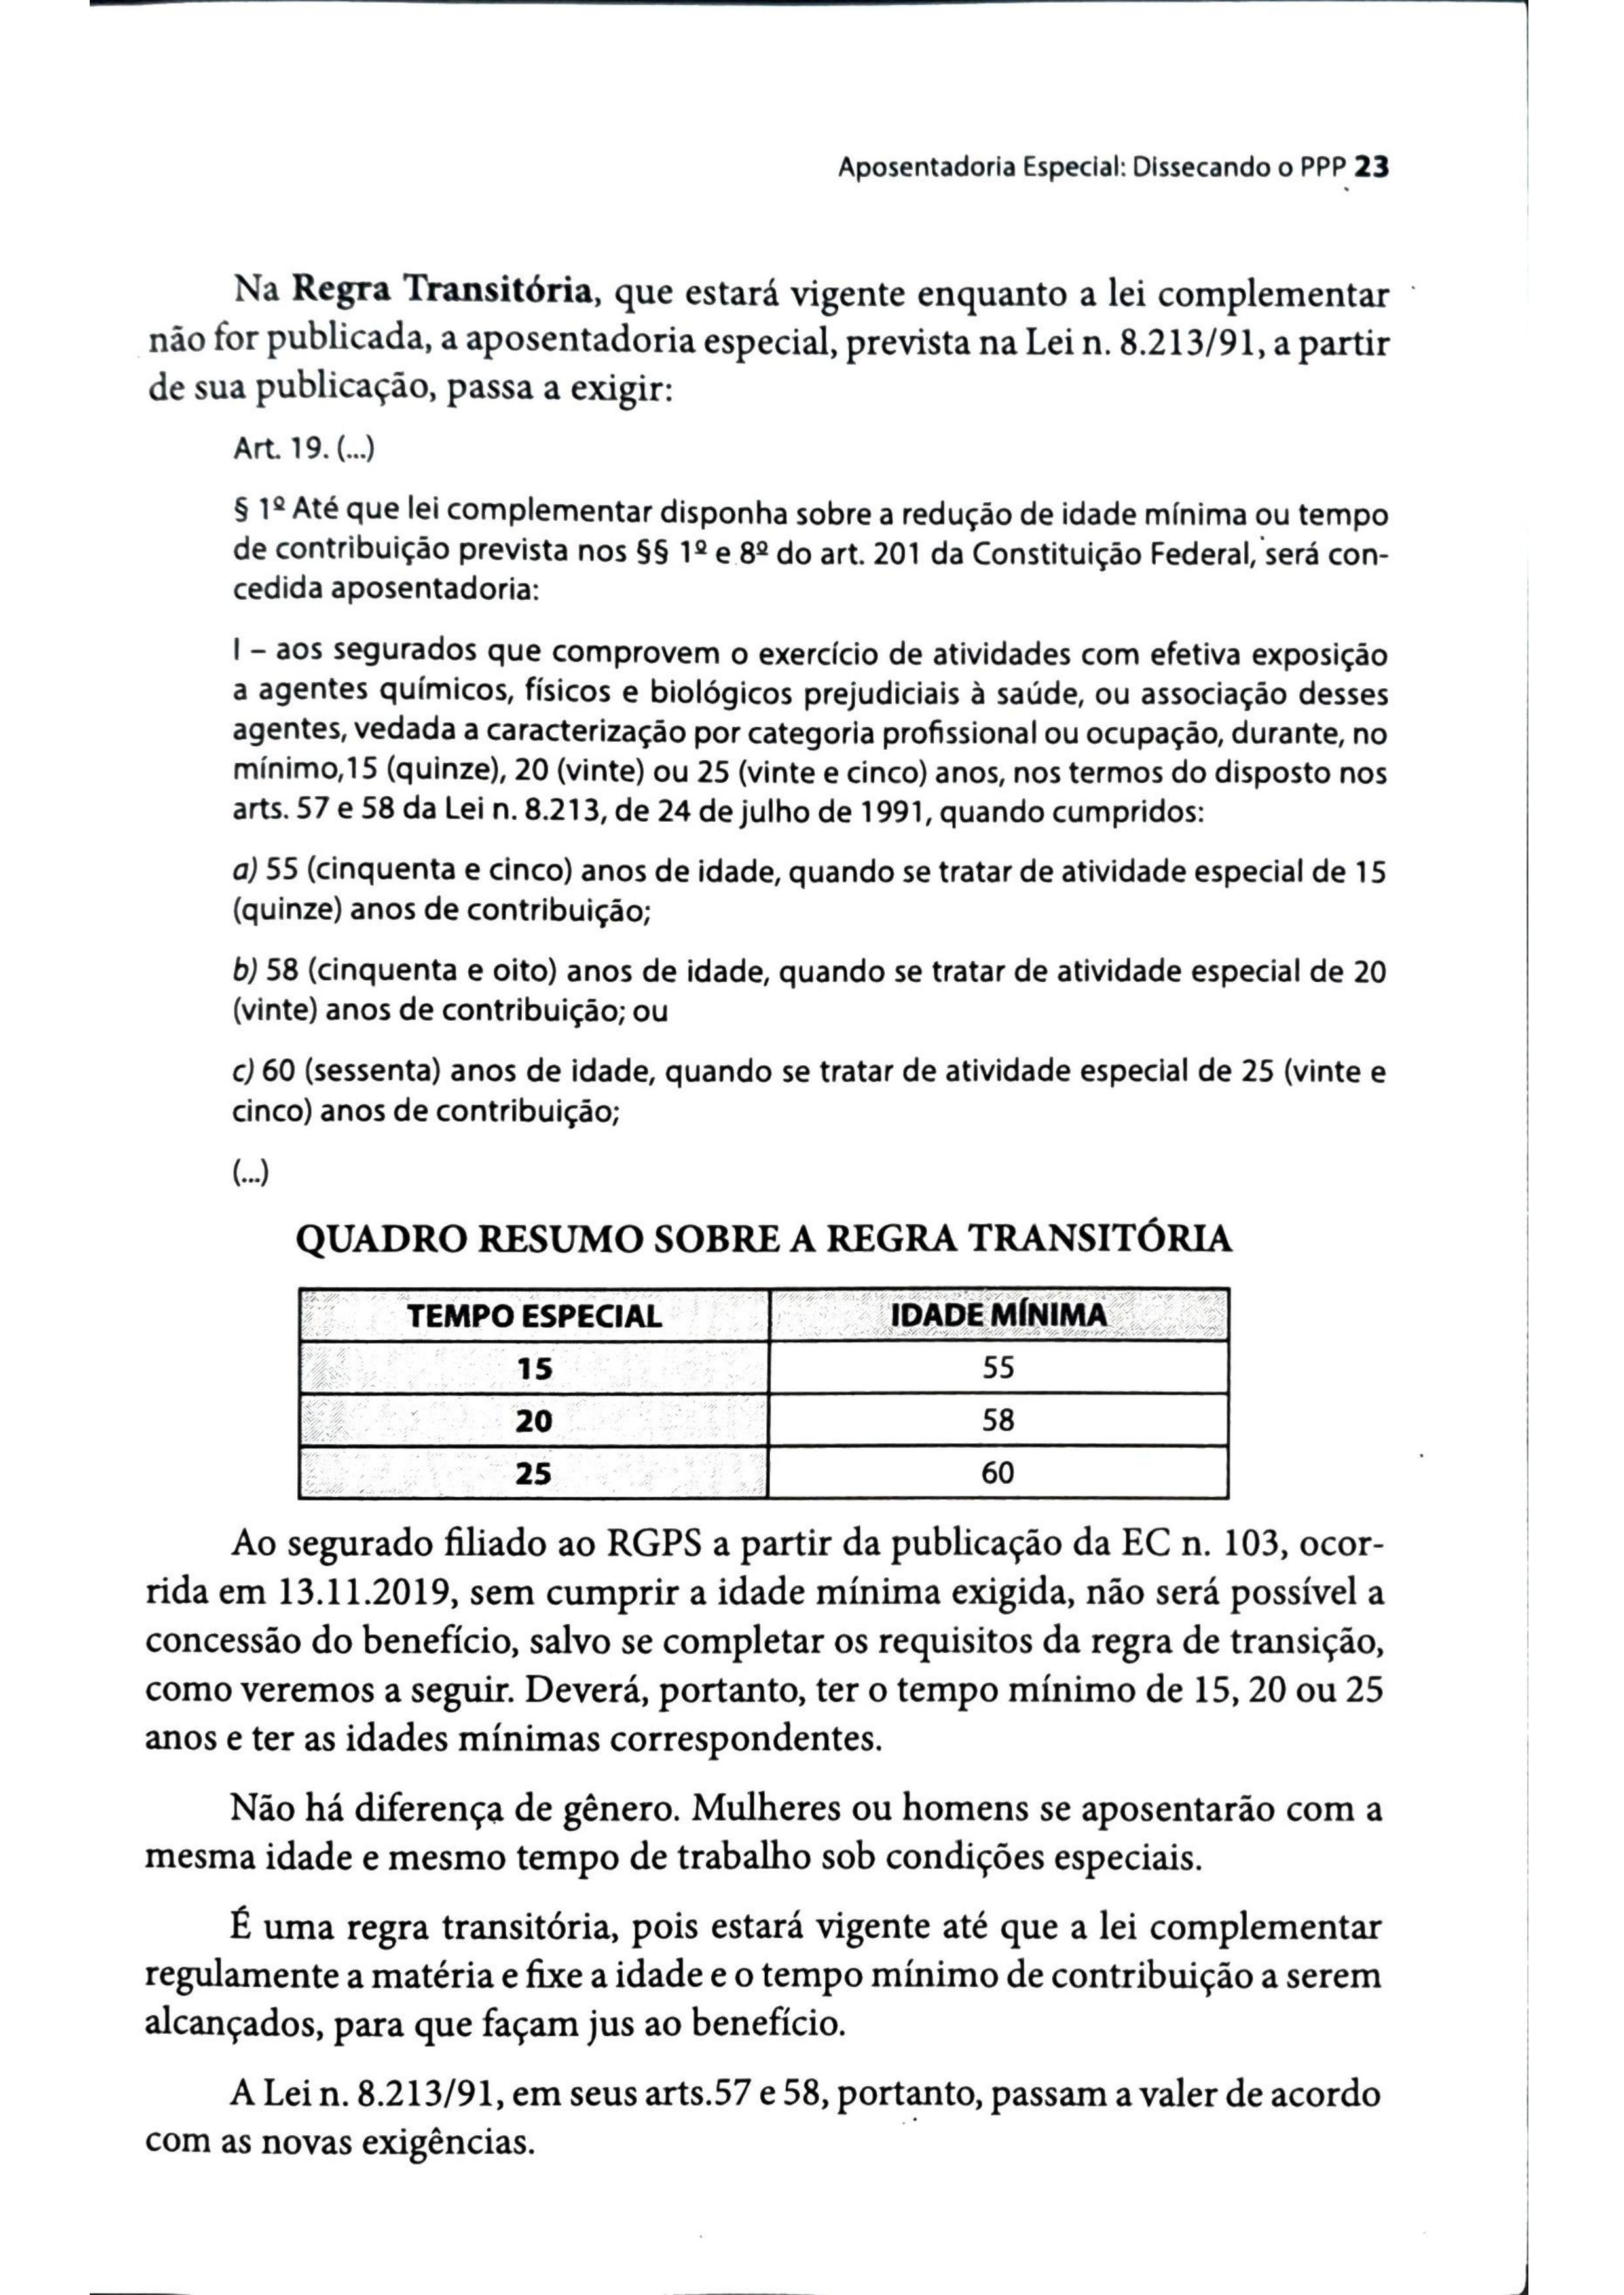 Aposentadoria Especial: Dissecando o PPP 23
Na Regra Transitória, que estará vigente enquanto a lei complementar
não for publicada, a aposentadoria especial, prevista na Lei n. 8.213/91, a partir
de sua publicação, passa a exigir:
Art. 19. (...)
§ 1º Até que lei complementar disponha sobre a redução de idade mínima ou tempo
de contribuição prevista nos §§ 1º e 8º do art. 201 da Constituição Federal, será con-
cedida aposentadoria:
I – aos segurados que comprovem o exercício de atividades com efetiva exposição
a agentes químicos, físicos e biológicos prejudiciais à saúde, ou associação desses
agentes, vedada a caracterização por categoria profissional ou ocupação, durante, no
mínimo,15 (quinze), 20 (vinte) ou 25 (vinte e cinco) anos, nos termos do disposto nos
arts. 57 e 58 da Lei n. 8.213, de 24 de julho de 1991, quando cumpridos:
a) 55 (cinquenta e cinco) anos de idade, quando se tratar de atividade especial de 15
(quinze) anos de contribuição;
b) 58 (cinquenta e oito) anos de idade, quando se tratar de atividade especial de 20
(vinte) anos de contribuição; ou
c) 60 (sessenta) anos de idade, quando se tratar de atividade especial de 25 (vinte e
cinco) anos de contribuição;
(...)
QUADRO RESUMO SOBRE A REGRA TRANSITÓRIA
TEMPO ESPECIAL IDADE MÍNIMA
15 55
20 58
25 60
Ao segurado filiado ao RGPS a partir da publicação da EC n. 103, ocor-
rida em 13.11.2019, sem cumprir a idade mínima exigida, não será possível a
concessão do benefício, salvo se completar os requisitos da regra de transição,
como veremos a seguir. Deverá, portanto, ter o tempo mínimo de 15, 20 ou 25
anos e ter as idades mínimas correspondentes.
Não há diferença de gênero. Mulheres ou homens se aposentarão com a
mesma idade e mesmo tempo de trabalho sob condições especiais.
É uma regra transitória, pois estará vigente até que a lei complementar
regulamente a matéria e fixe a idade e o tempo mínimo de contribuição a serem
alcançados, para que façam jus ao benefício.
A Lei n. 8.213/91, em seus arts.57 e 58, portanto, passam a valer de acordo
com as novas exigências.